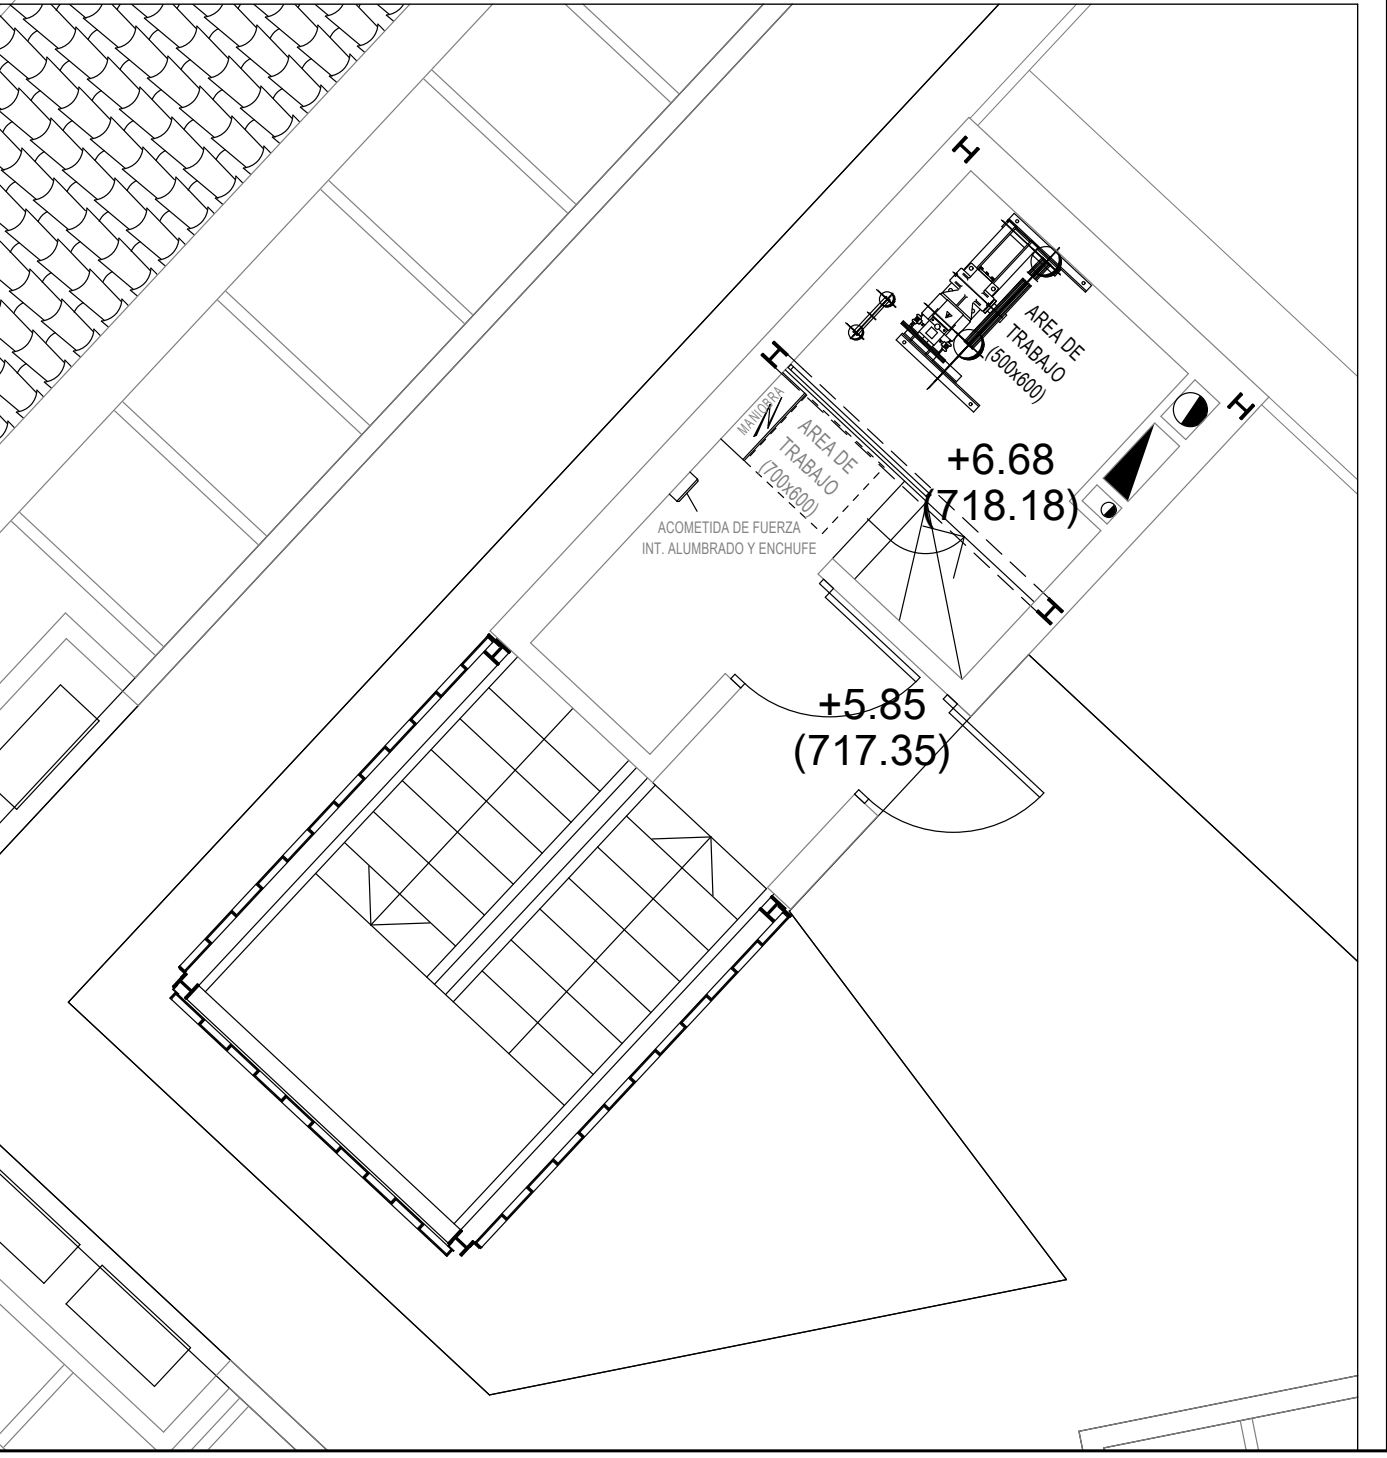 AREA DE
TRABAJO
(500x600)
MANIOBRA
AREA DE
TRABAJO
(700x600)
+6.68
(718.18)
ACOMETIDA DE FUERZA
INT. ALUMBRADO Y ENCHUFE
+5.85
(717.35)